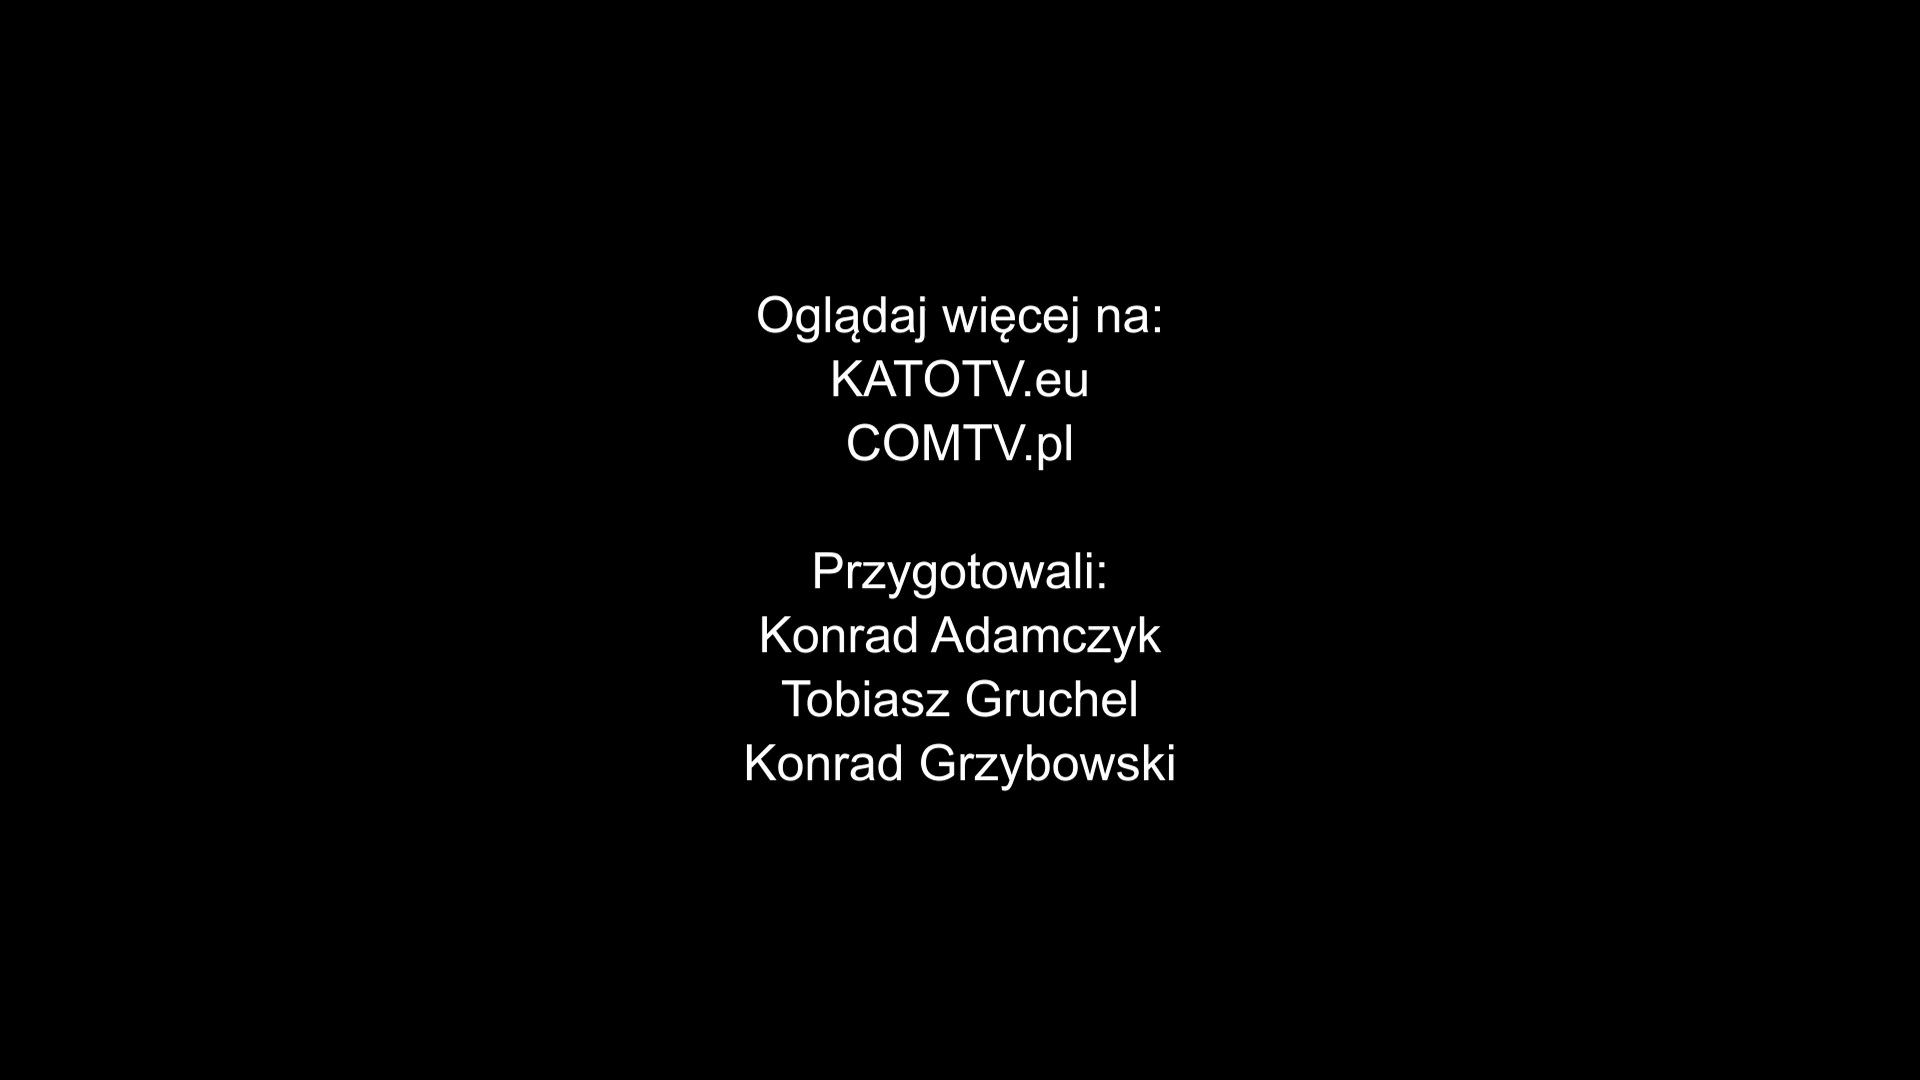 Oglądaj więcej na:
KATOTV.eu
COMTV.pl
Przygotowali:
Konrad Adamczyk
Tobiasz Gruchel
Konrad Grzybowski